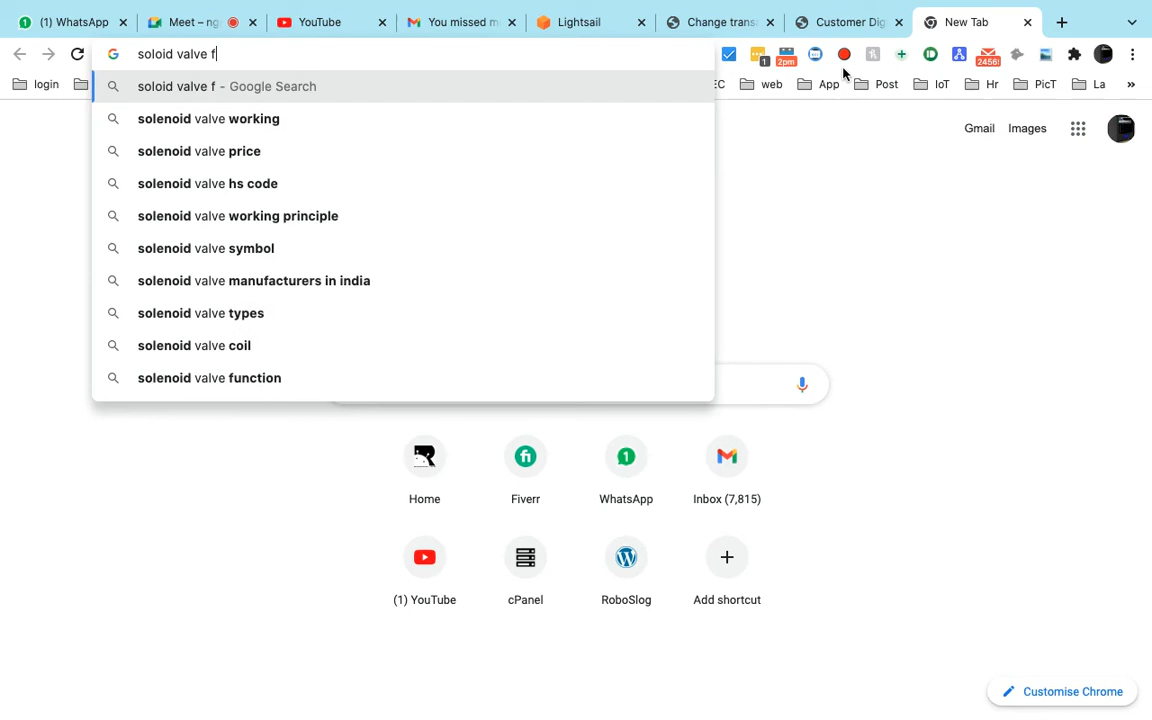 (1) WhatsApp
Meet – ng
YouTube
You missed m
Lightsail
Change trans
Customer Dig
New Tab
soloid valve f
1
2pm
2456!
login
EC
web
App
Post
IoT
Hr
PicT
La
»
soloid valve f - Google Search
solenoid valve working
solenoid valve price
solenoid valve hs code
solenoid valve working principle
solenoid valve symbol
solenoid valve manufacturers in india
solenoid valve types
solenoid valve coil
solenoid valve function
Gmail
Images
Home
Fiverr
WhatsApp
Inbox (7,815)
(1) YouTube
cPanel
RoboSlog
Add shortcut
Customise Chrome